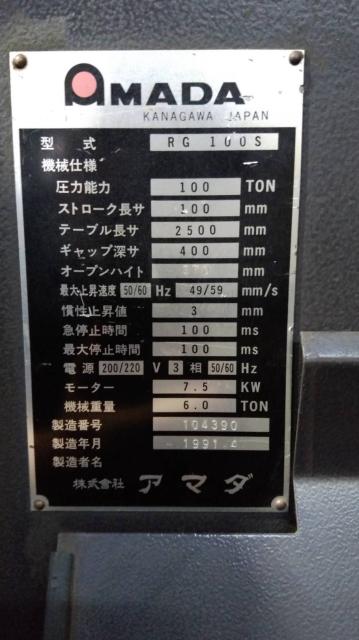 AMADA
KANAGAWA JAPAN
型式 RG 100S
機械仕様
圧力能力 100 TON
ストローク長サ 100 mm
テーブル長サ 2500 mm
ギャップ深サ 400 mm
オープンハイト mm
最大上昇速度 50/60 Hz 49/59 mm/s
慣性上昇値 3 mm
急停止時間 100 ms
最大停止時間 100 ms
電源 200/220 V 3 相 50/60 Hz
モーター 7.5 KW
機械重量 6.0 TON
製造番号 104390
製造年月 1991.4
製造者名
株式會社 アマダ